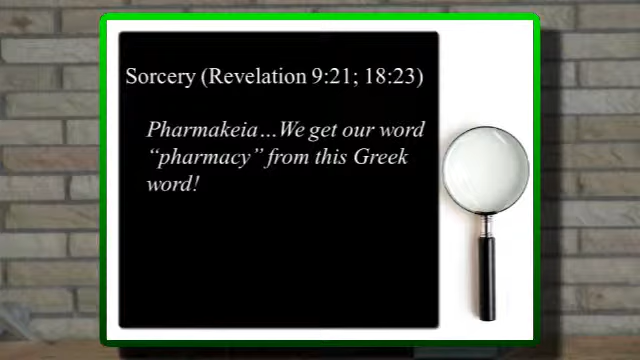 Sorcery (Revelation 9:21; 18:23)
Pharmakeia…We get our word
“pharmacy” from this Greek
word!